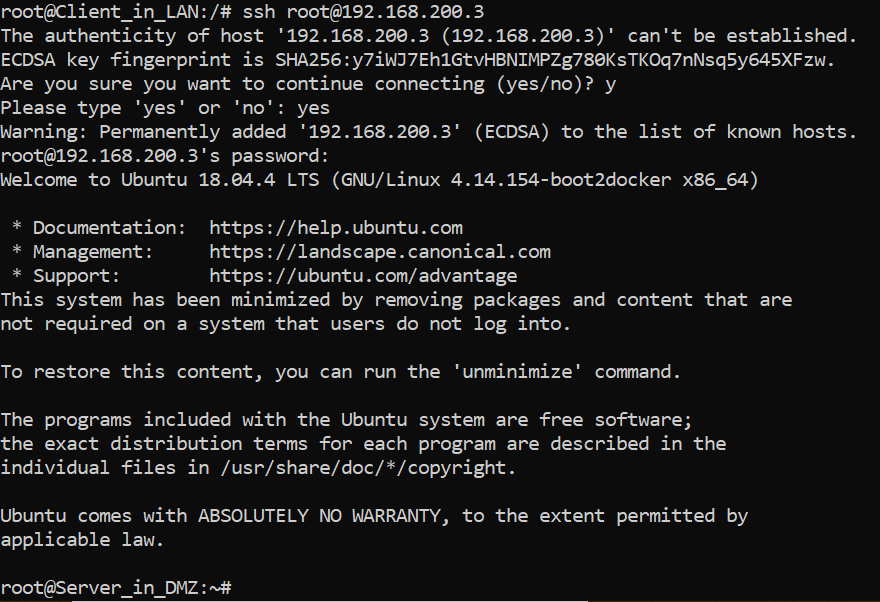 root@Client_in_LAN:/# ssh root@192.168.200.3
The authenticity of host '192.168.200.3 (192.168.200.3)' can't be established.
ECDSA key fingerprint is SHA256:y7iWJ7Eh1GtvHBNIMPZg780KsTKOq7nNsq5y645XFzw.
Are you sure you want to continue connecting (yes/no)? y
Please type 'yes' or 'no': yes
Warning: Permanently added '192.168.200.3' (ECDSA) to the list of known hosts.
root@192.168.200.3's password:
Welcome to Ubuntu 18.04.4 LTS (GNU/Linux 4.14.154-boot2docker x86_64)
* Documentation:  https://help.ubuntu.com
* Management:     https://landscape.canonical.com
* Support:        https://ubuntu.com/advantage
This system has been minimized by removing packages and content that are
not required on a system that users do not log into.
To restore this content, you can run the 'unminimize' command.
The programs included with the Ubuntu system are free software;
the exact distribution terms for each program are described in the
individual files in /usr/share/doc/*/copyright.
Ubuntu comes with ABSOLUTELY NO WARRANTY, to the extent permitted by
applicable law.
root@Server_in_DMZ:~#